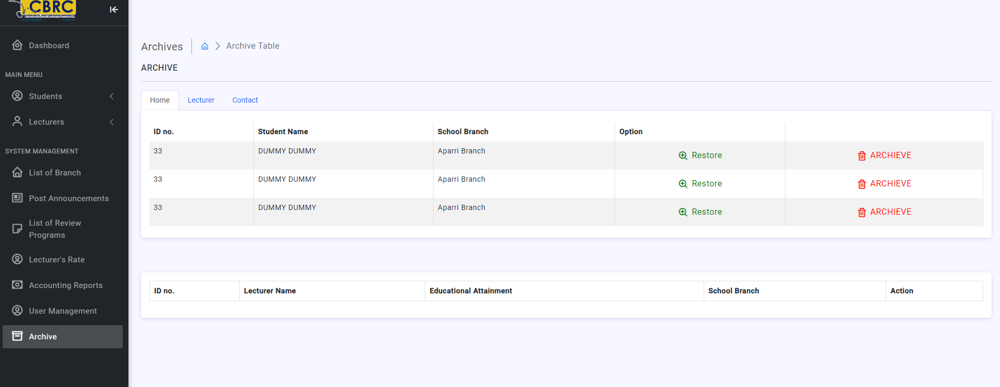 CBRC
Dashboard
MAIN MENU
Students
Lecturers
SYSTEM MANAGEMENT
List of Branch
Post Announcements
List of Review
Programs
Lecturer's Rate
Accounting Reports
User Management
Archive
Archives
Archive Table
ARCHIVE
Home Lecturer Contact
ID no. Student Name School Branch Option
33 DUMMY DUMMY Aparri Branch Restore ARCHIEVE
33 DUMMY DUMMY Aparri Branch Restore ARCHIEVE
33 DUMMY DUMMY Aparri Branch Restore ARCHIEVE
ID no. Lecturer Name Educational Attainment School Branch Action